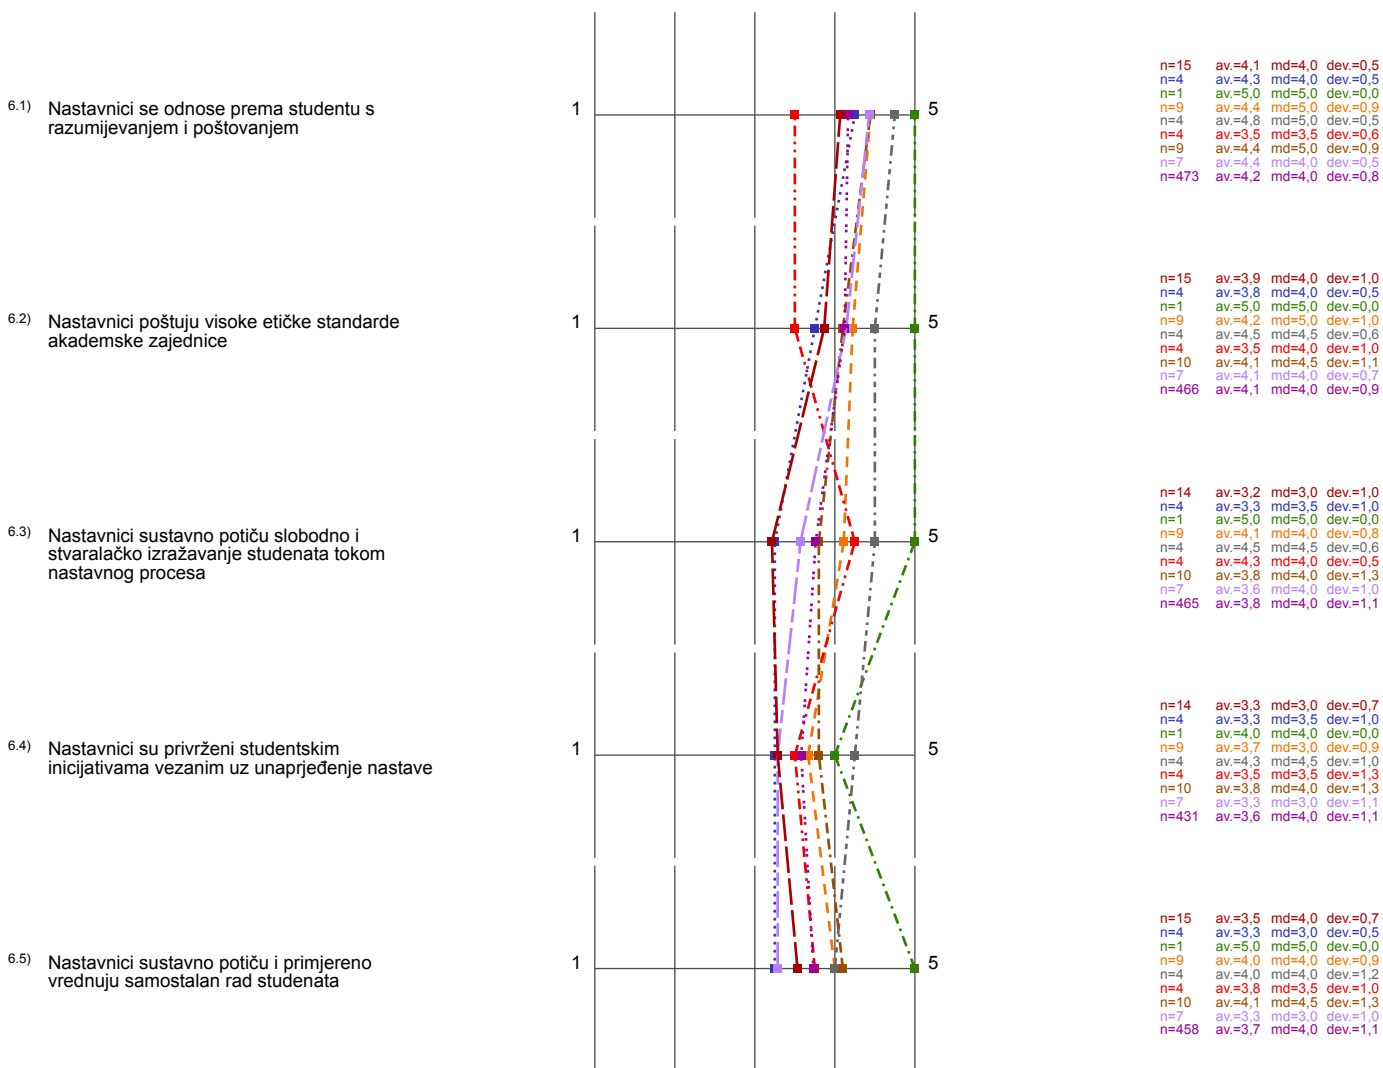 6.1) Nastavnici se odnose prema studentu s
razumijevanjem i poštovanjem
1 5
n=15 av.=4,1 md=4,0 dev.=0,5
n=4 av.=4,3 md=4,0 dev.=0,5
n=1 av.=5,0 md=5,0 dev.=0,0
n=9 av.=4,4 md=5,0 dev.=0,9
n=4 av.=4,8 md=5,0 dev.=0,5
n=4 av.=3,5 md=3,5 dev.=0,6
n=9 av.=4,4 md=5,0 dev.=0,9
n=7 av.=4,4 md=4,0 dev.=0,5
n=473 av.=4,2 md=4,0 dev.=0,8
6.2) Nastavnici poštuju visoke etičke standarde
akademske zajednice
1 5
n=15 av.=3,9 md=4,0 dev.=1,0
n=4 av.=3,8 md=4,0 dev.=0,5
n=1 av.=5,0 md=5,0 dev.=0,0
n=9 av.=4,2 md=5,0 dev.=1,0
n=4 av.=4,5 md=4,5 dev.=0,6
n=4 av.=3,5 md=4,0 dev.=1,0
n=10 av.=4,1 md=4,5 dev.=1,1
n=7 av.=4,1 md=4,0 dev.=0,7
n=466 av.=4,1 md=4,0 dev.=0,9
6.3) Nastavnici sustavno potiču slobodno i
stvaralačko izražavanje studenata tokom
nastavnog procesa
1 5
n=14 av.=3,2 md=3,0 dev.=1,0
n=4 av.=3,3 md=3,5 dev.=1,0
n=1 av.=5,0 md=5,0 dev.=0,0
n=9 av.=4,1 md=4,0 dev.=0,8
n=4 av.=4,5 md=4,5 dev.=0,6
n=4 av.=4,3 md=4,0 dev.=0,5
n=10 av.=3,8 md=4,0 dev.=1,3
n=7 av.=3,6 md=4,0 dev.=1,0
n=465 av.=3,8 md=4,0 dev.=1,1
6.4) Nastavnici su privrženi studentskim
inicijativama vezanim uz unaprjeđenje nastave
1 5
n=14 av.=3,3 md=3,0 dev.=0,7
n=4 av.=3,3 md=3,5 dev.=1,0
n=1 av.=4,0 md=4,0 dev.=0,0
n=9 av.=3,7 md=3,0 dev.=0,9
n=4 av.=4,3 md=4,5 dev.=1,0
n=4 av.=3,5 md=3,5 dev.=1,3
n=10 av.=3,8 md=4,0 dev.=1,3
n=7 av.=3,3 md=3,0 dev.=1,1
n=431 av.=3,6 md=4,0 dev.=1,1
6.5) Nastavnici sustavno potiču i primjereno
vrednuju samostalan rad studenata
1 5
n=15 av.=3,5 md=4,0 dev.=0,7
n=4 av.=3,3 md=3,0 dev.=0,5
n=1 av.=5,0 md=5,0 dev.=0,0
n=9 av.=4,0 md=4,0 dev.=0,9
n=4 av.=4,0 md=4,0 dev.=1,2
n=4 av.=3,8 md=3,5 dev.=1,0
n=10 av.=4,1 md=4,5 dev.=1,3
n=7 av.=3,3 md=3,0 dev.=1,0
n=458 av.=3,7 md=4,0 dev.=1,1